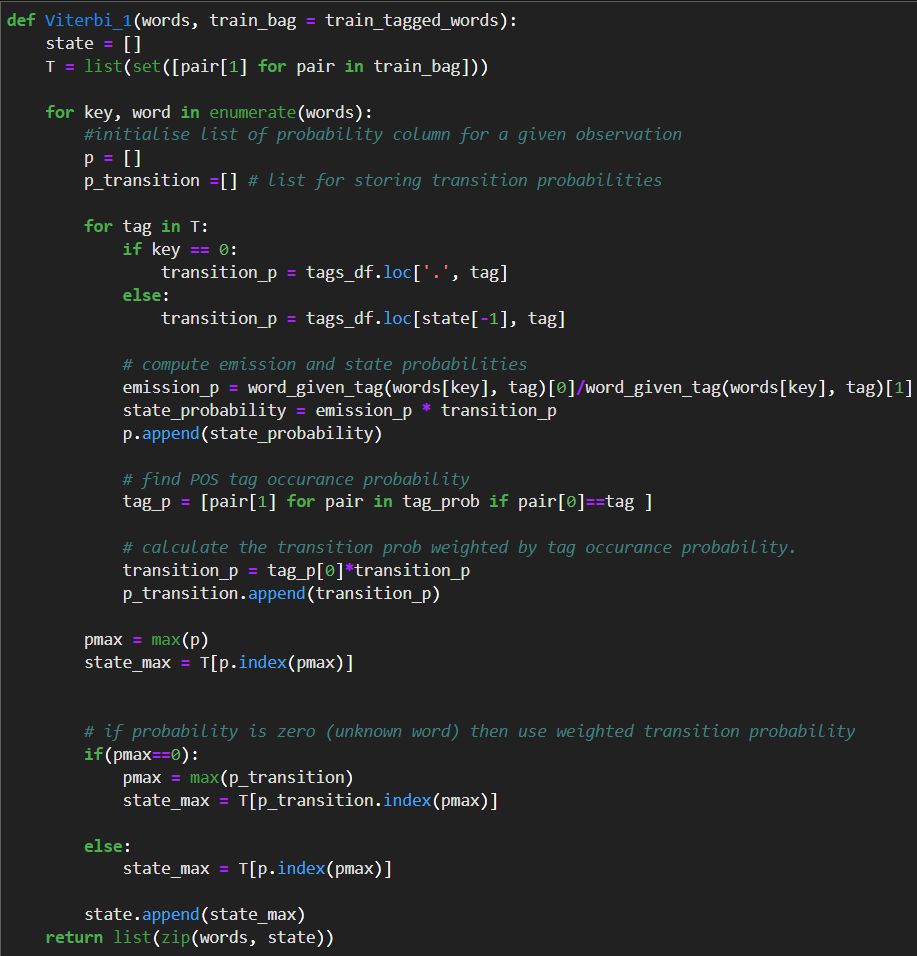 def Viterbi_1(words, train_bag = train_tagged_words):
    state = []
    T = list(set([pair[1] for pair in train_bag]))

    for key, word in enumerate(words):
        #initialise list of probability column for a given observation
        p = []
        p_transition =[] # list for storing transition probabilities

        for tag in T:
            if key == 0:
                transition_p = tags_df.loc['.', tag]
            else:
                transition_p = tags_df.loc[state[-1], tag]

            # compute emission and state probabilities
            emission_p = word_given_tag(words[key], tag)[0]/word_given_tag(words[key], tag)[1]
            state_probability = emission_p * transition_p
            p.append(state_probability)

            # find POS tag occurance probability
            tag_p = [pair[1] for pair in tag_prob if pair[0]==tag ]

            # calculate the transition prob weighted by tag occurance probability.
            transition_p = tag_p[0]*transition_p
            p_transition.append(transition_p)

        pmax = max(p)
        state_max = T[p.index(pmax)]


        # if probability is zero (unknown word) then use weighted transition probability
        if(pmax==0):
            pmax = max(p_transition)
            state_max = T[p_transition.index(pmax)]

        else:
            state_max = T[p.index(pmax)]

        state.append(state_max)
    return list(zip(words, state))